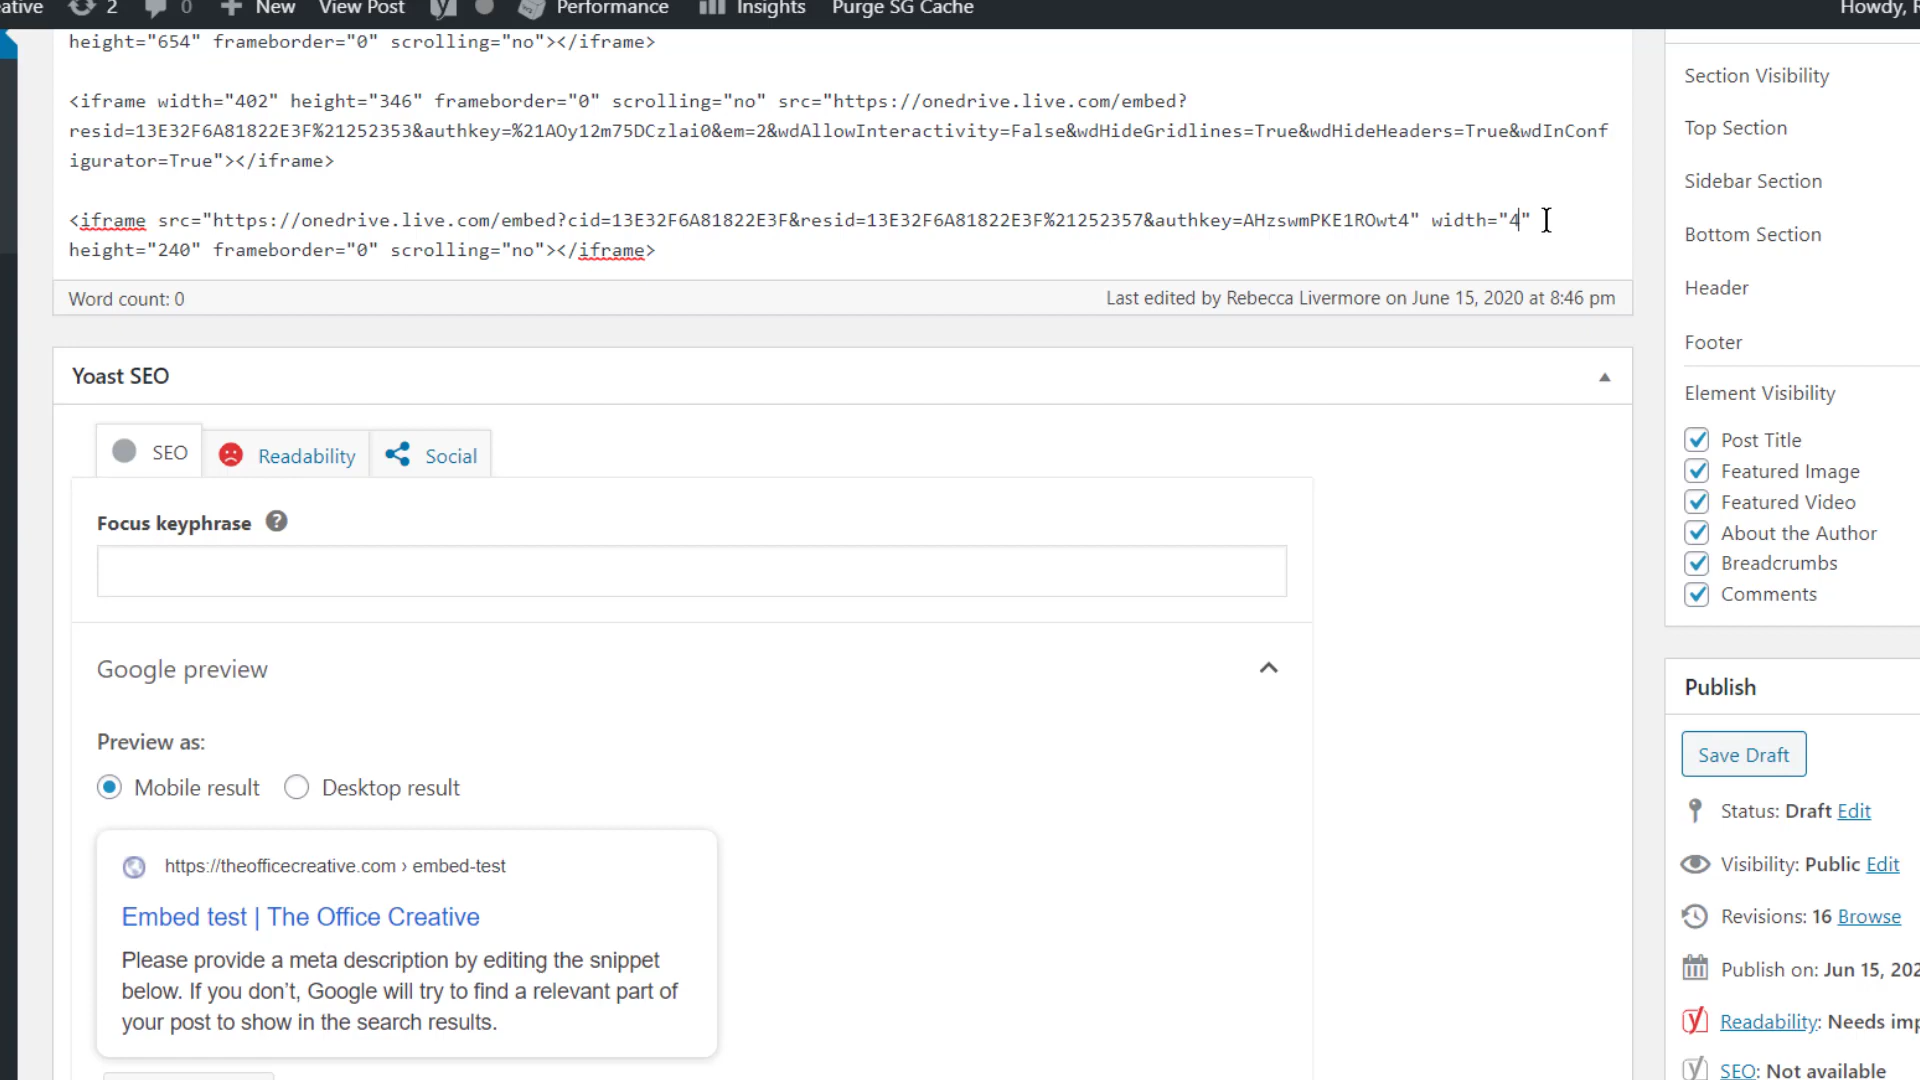 eative 2 0 New View Post Performance Insights Purge SG Cache Howdy, R
height="654" frameborder="0" scrolling="no"></iframe>
<iframe width="402" height="346" frameborder="0" scrolling="no" src="https://onedrive.live.com/embed?
resid=13E32F6A81822E3F%21252353&authkey=%21AOy12m75DCzlai0&em=2&wdAllowInteractivity=False&wdHideGridlines=True&wdHideHeaders=True&wdInConf
igurator=True"></iframe>
<iframe src="https://onedrive.live.com/embed?cid=13E32F6A81822E3F&resid=13E32F6A81822E3F%21252357&authkey=AHzswmPKE1ROwt4" width="4"
height="240" frameborder="0" scrolling="no"></iframe>
Word count: 0
Last edited by Rebecca Livermore on June 15, 2020 at 8:46 pm
Yoast SEO
SEO
Readability
Social
Focus keyphrase
Google preview
Preview as:
Mobile result
Desktop result
https://theofficecreative.com › embed-test
Embed test | The Office Creative
Please provide a meta description by editing the snippet
below. If you don’t, Google will try to find a relevant part of
your post to show in the search results.
Section Visibility
Top Section
Sidebar Section
Bottom Section
Header
Footer
Element Visibility
Post Title
Featured Image
Featured Video
About the Author
Breadcrumbs
Comments
Publish
Save Draft
Status: Draft Edit
Visibility: Public Edit
Revisions: 16 Browse
Publish on: Jun 15, 202
Readability: Needs imp
SEO: Not available